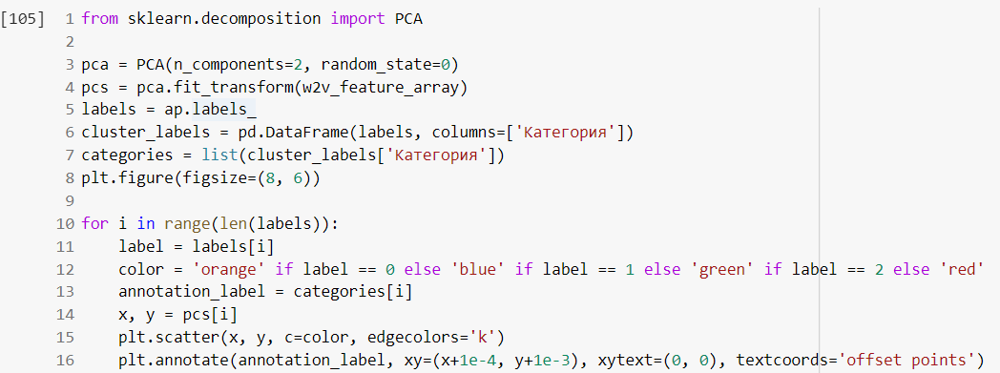 [105] 1 from sklearn.decomposition import PCA
2
3 pca = PCA(n_components=2, random_state=0)
4 pcs = pca.fit_transform(w2v_feature_array)
5 labels = ap.labels_
6 cluster_labels = pd.DataFrame(labels, columns=['Категория'])
7 categories = list(cluster_labels['Категория'])
8 plt.figure(figsize=(8, 6))
9
10 for i in range(len(labels)):
11     label = labels[i]
12     color = 'orange' if label == 0 else 'blue' if label == 1 else 'green' if label == 2 else 'red'
13     annotation_label = categories[i]
14     x, y = pcs[i]
15     plt.scatter(x, y, c=color, edgecolors='k')
16     plt.annotate(annotation_label, xy=(x+1e-4, y+1e-3), xytext=(0, 0), textcoords='offset points')